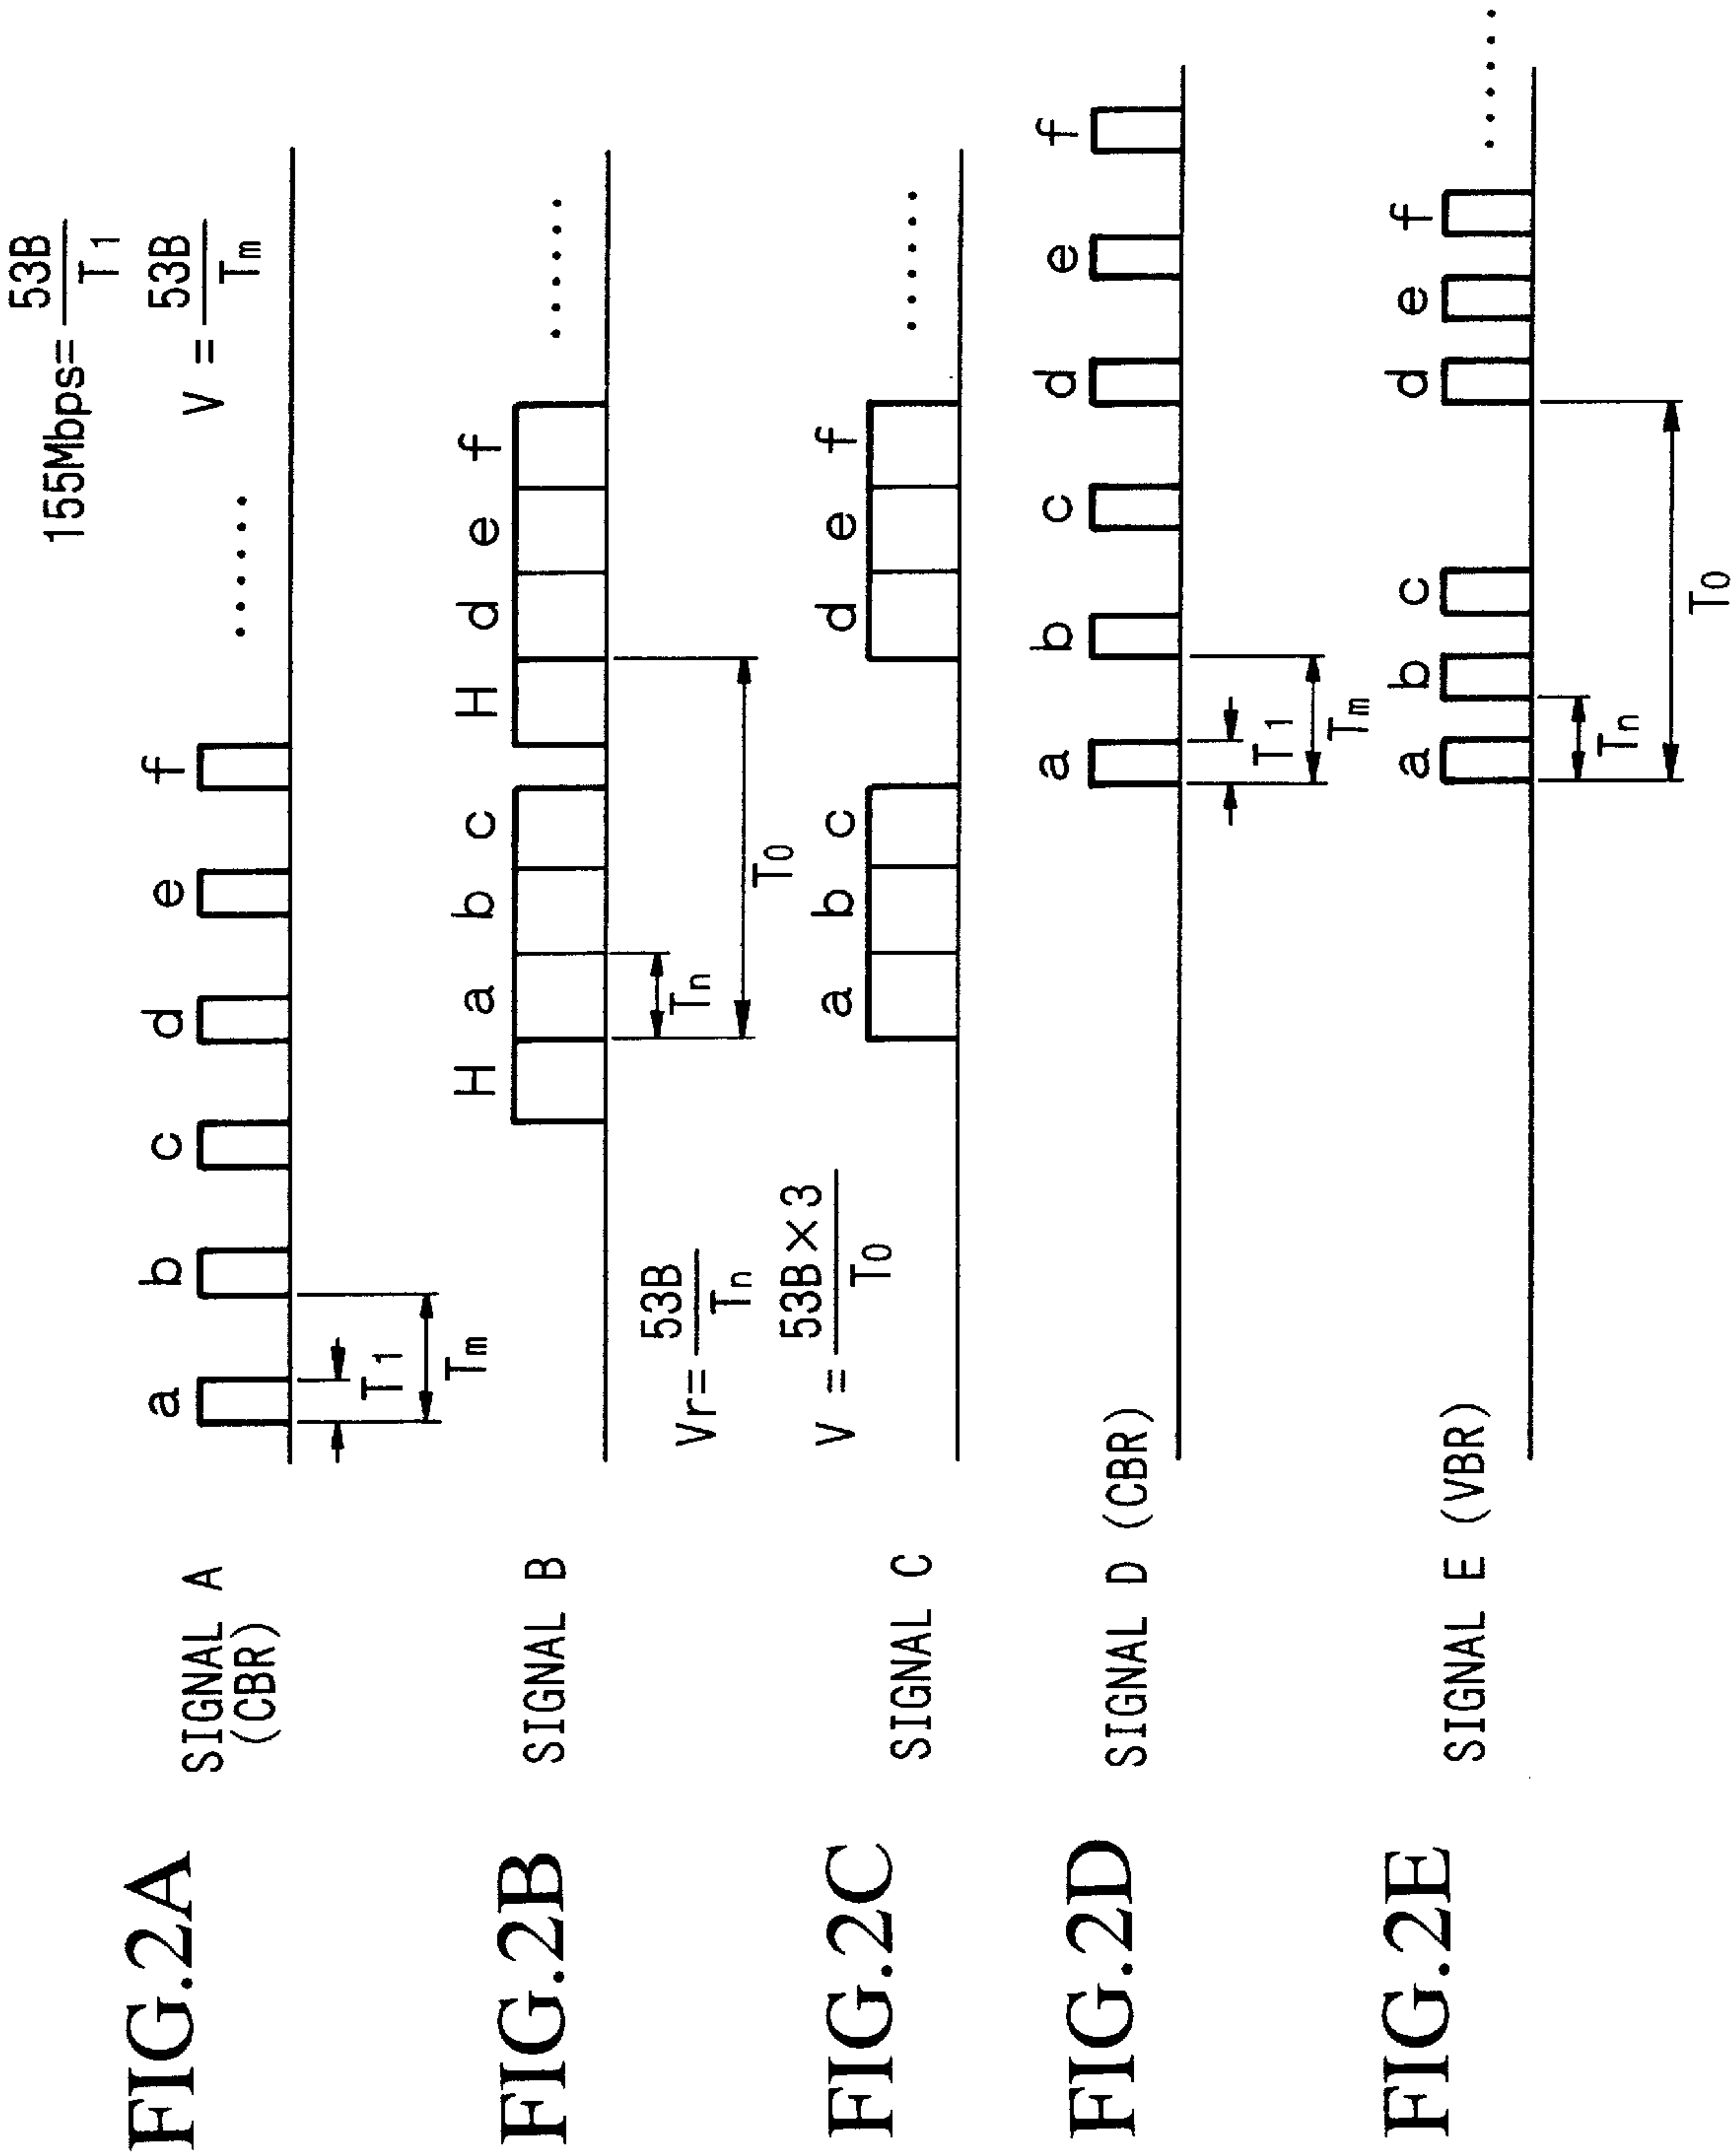 FIG.2A
SIGNAL A
(CBR)
a b c d e f ······
155Mbps= 53B / T1
V = 53B / Tm
T1
Tm
FIG.2B
SIGNAL B
H a b c H d e f ······
Tn
T0
Vr= 53B / Tn
V = 53B×3 / T0
FIG.2C
SIGNAL C
a b c d e f ······
FIG.2D
SIGNAL D (CBR)
a b c d e f
T1
Tm
FIG.2E
SIGNAL E (VBR)
a b c d e f ······
Tn
T0